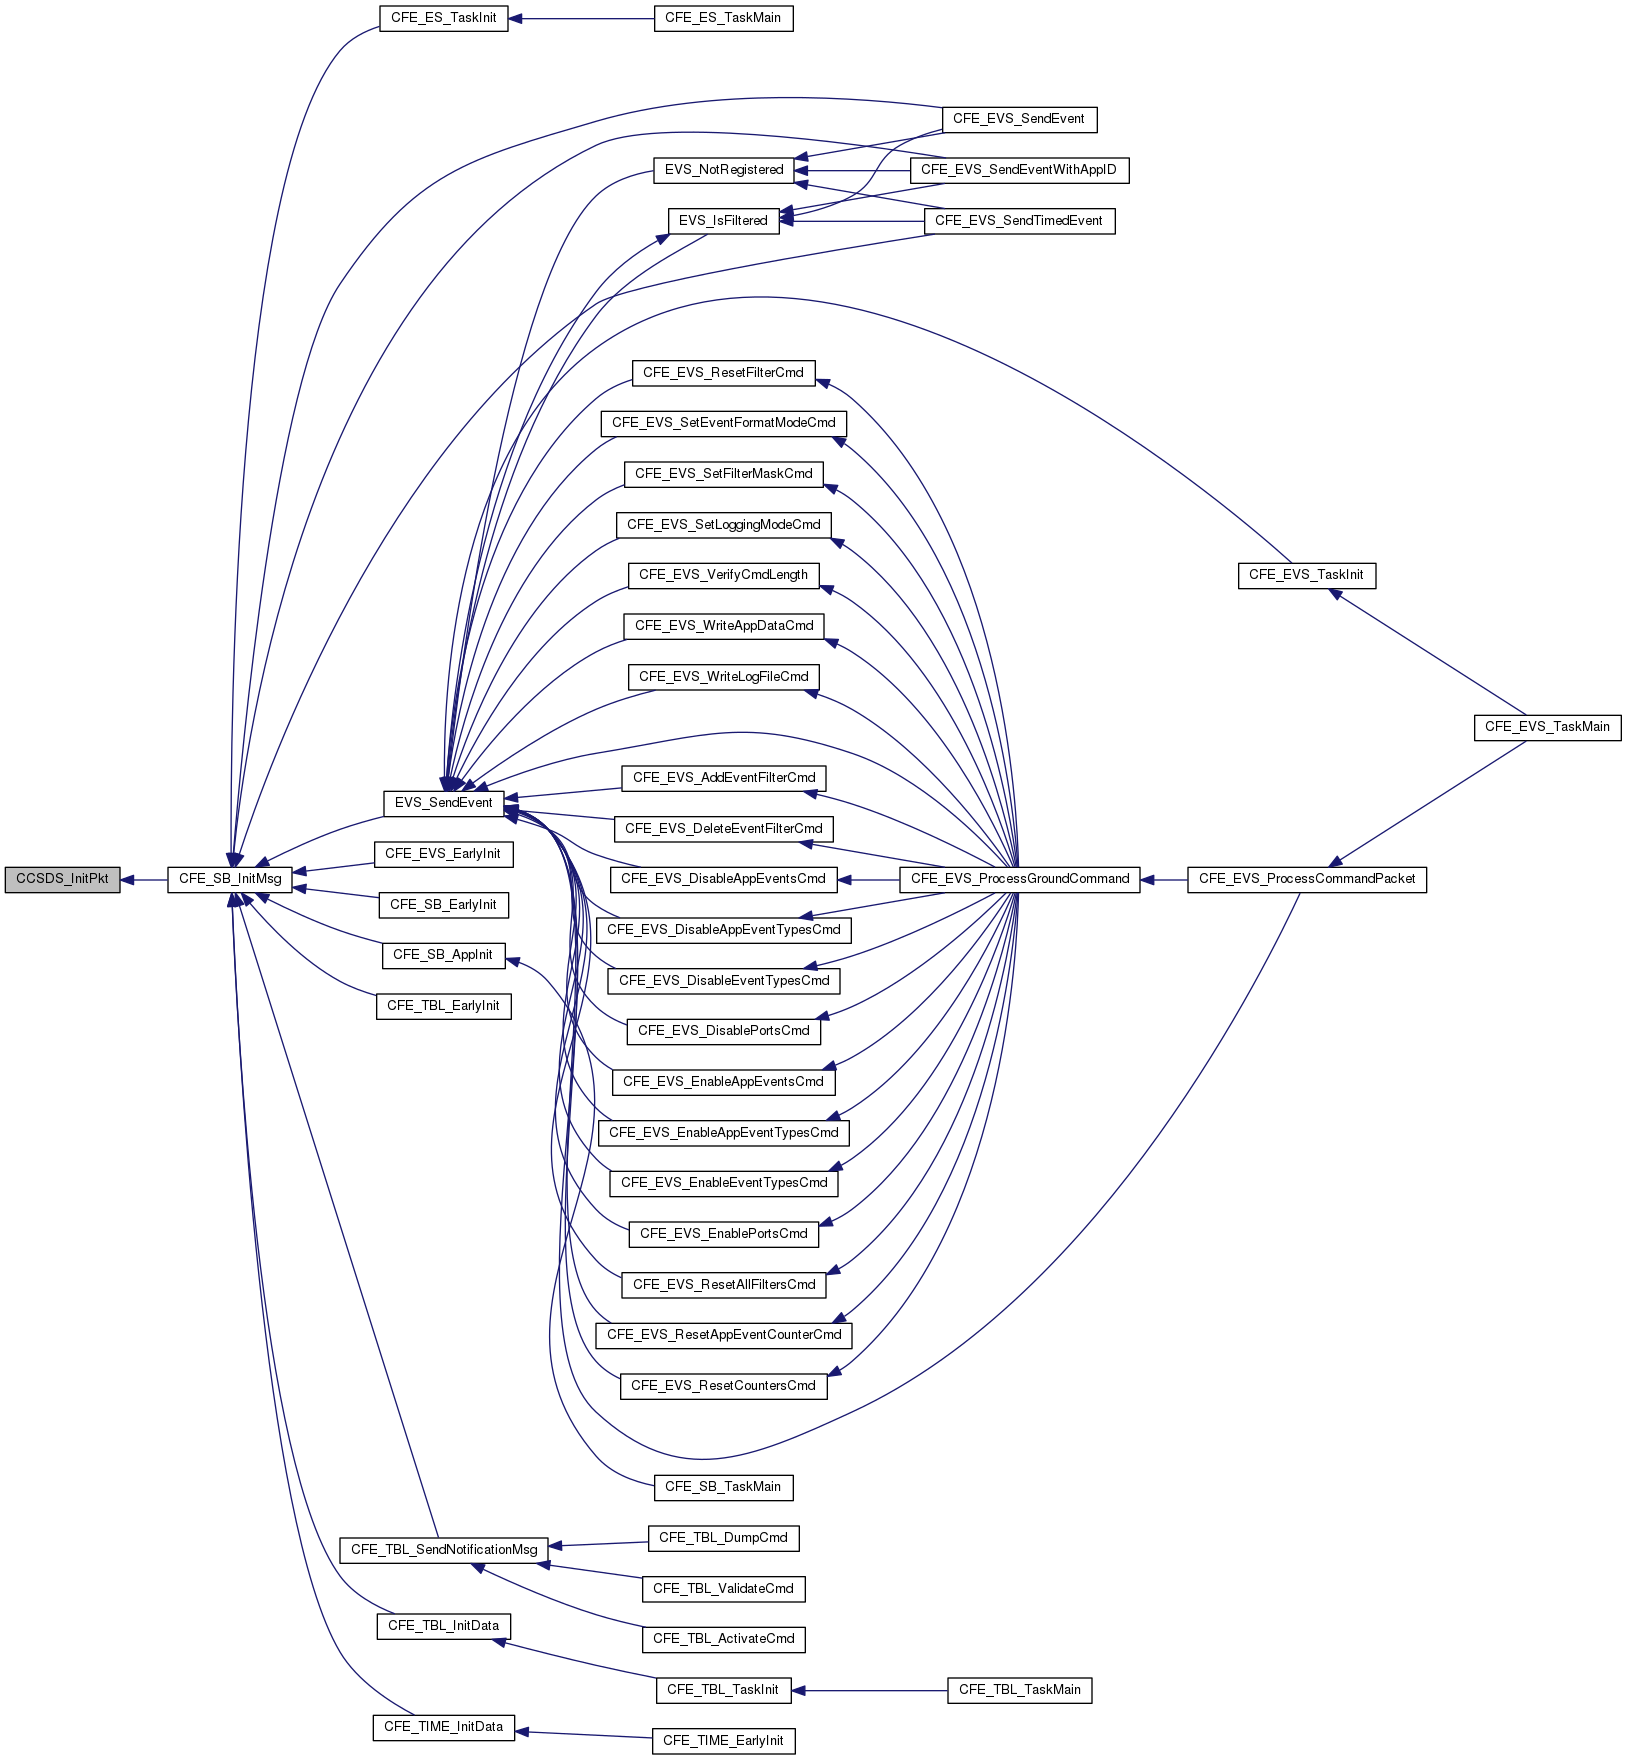 CFE_ES_TaskInit
CFE_ES_TaskMain
CFE_EVS_SendEvent
EVS_NotRegistered
CFE_EVS_SendEventWithAppID
EVS_IsFiltered
CFE_EVS_SendTimedEvent
CFE_EVS_ResetFilterCmd
CFE_EVS_SetEventFormatModeCmd
CFE_EVS_SetFilterMaskCmd
CFE_EVS_SetLoggingModeCmd
CFE_EVS_VerifyCmdLength
CFE_EVS_TaskInit
CFE_EVS_WriteAppDataCmd
CFE_EVS_WriteLogFileCmd
CFE_EVS_TaskMain
CFE_EVS_AddEventFilterCmd
EVS_SendEvent
CFE_EVS_DeleteEventFilterCmd
CFE_EVS_EarlyInit
CCSDS_InitPkt
CFE_SB_InitMsg
CFE_EVS_DisableAppEventsCmd
CFE_EVS_ProcessGroundCommand
CFE_EVS_ProcessCommandPacket
CFE_SB_EarlyInit
CFE_EVS_DisableAppEventTypesCmd
CFE_SB_AppInit
CFE_EVS_DisableEventTypesCmd
CFE_TBL_EarlyInit
CFE_EVS_DisablePortsCmd
CFE_EVS_EnableAppEventsCmd
CFE_EVS_EnableAppEventTypesCmd
CFE_EVS_EnableEventTypesCmd
CFE_EVS_EnablePortsCmd
CFE_EVS_ResetAllFiltersCmd
CFE_EVS_ResetAppEventCounterCmd
CFE_EVS_ResetCountersCmd
CFE_SB_TaskMain
CFE_TBL_DumpCmd
CFE_TBL_SendNotificationMsg
CFE_TBL_ValidateCmd
CFE_TBL_InitData
CFE_TBL_ActivateCmd
CFE_TBL_TaskInit
CFE_TBL_TaskMain
CFE_TIME_InitData
CFE_TIME_EarlyInit